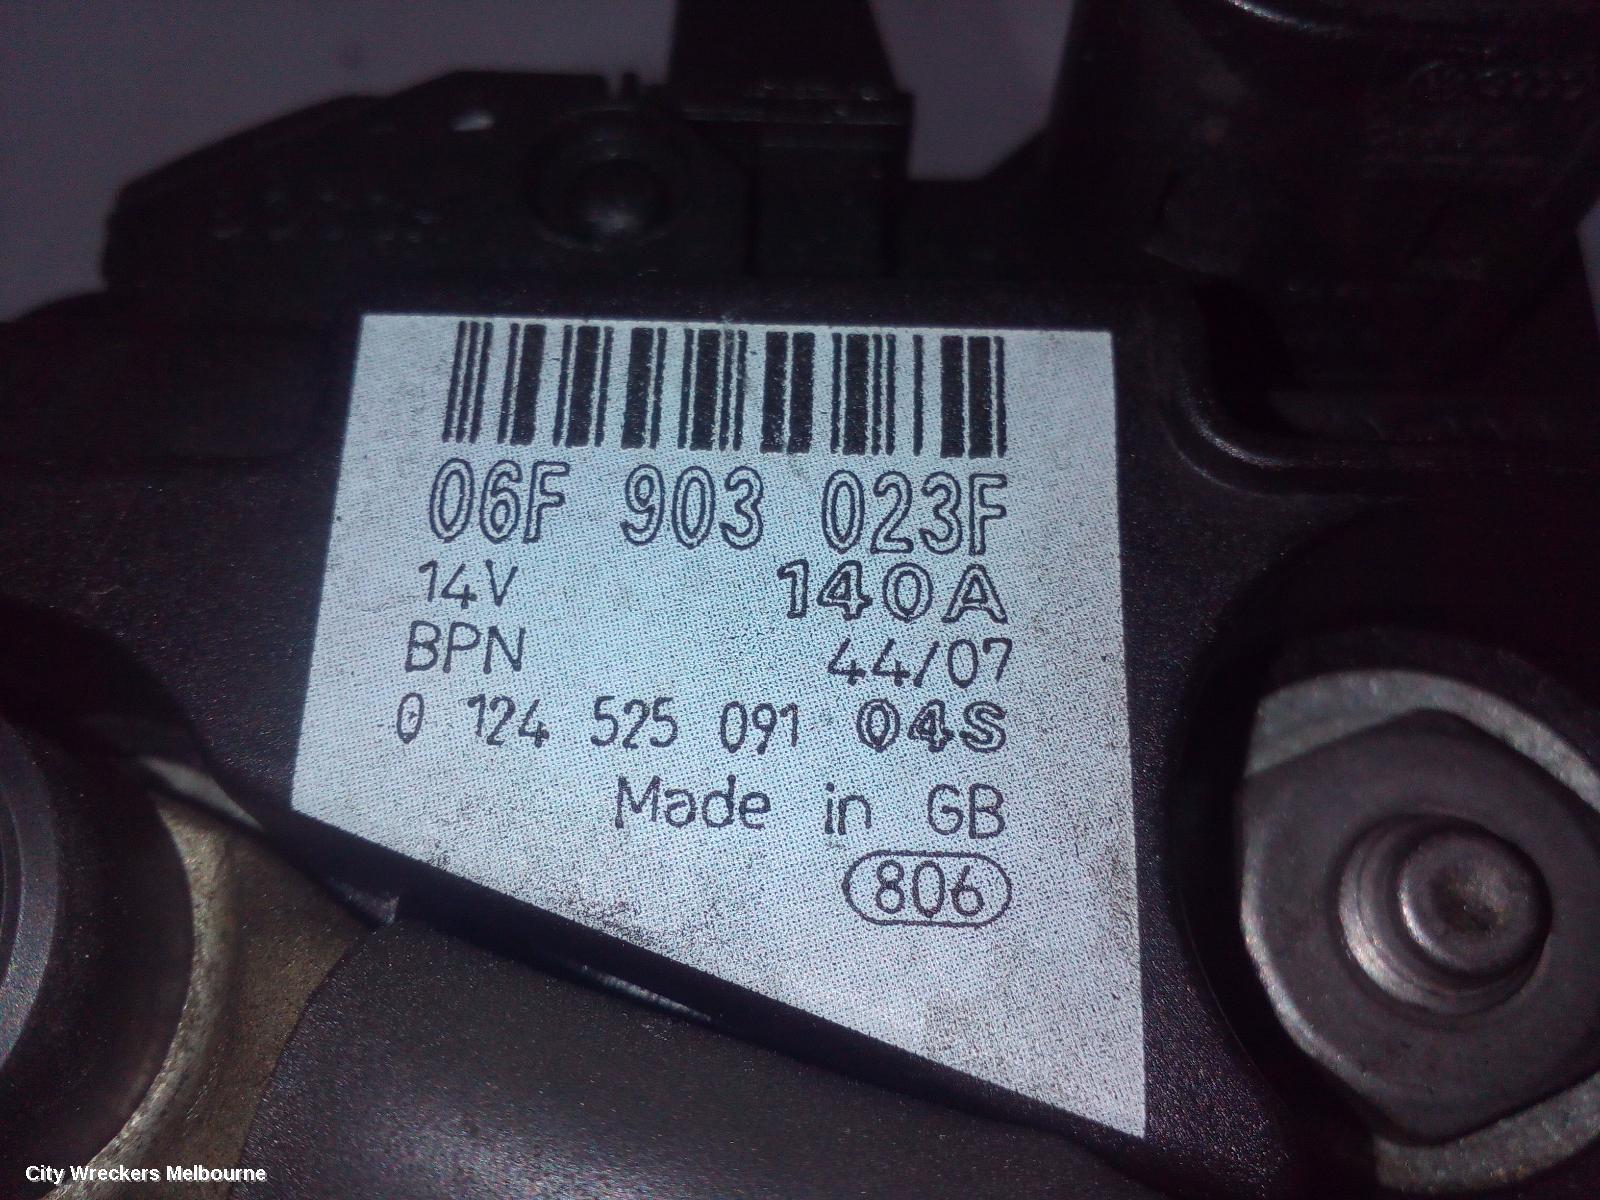 06F 903 023F
14V 140A
BPN 44/07
0 124 525 091 04S
Made in GB
806
City Wreckers Melbourne